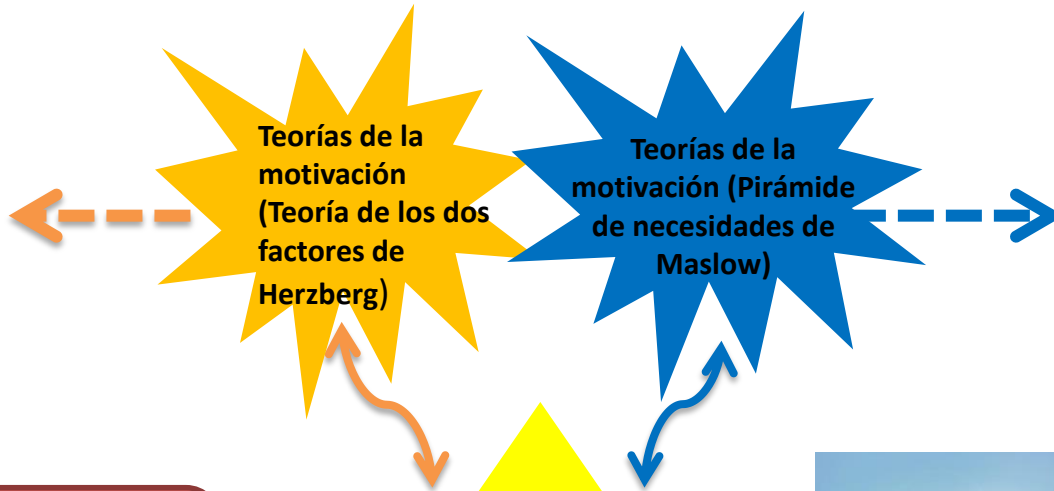 Teorías de la
motivación
(Teoría de los dos
factores de
Herzberg)
Teorías de la
motivación (Pirámide
de necesidades de
Maslow)